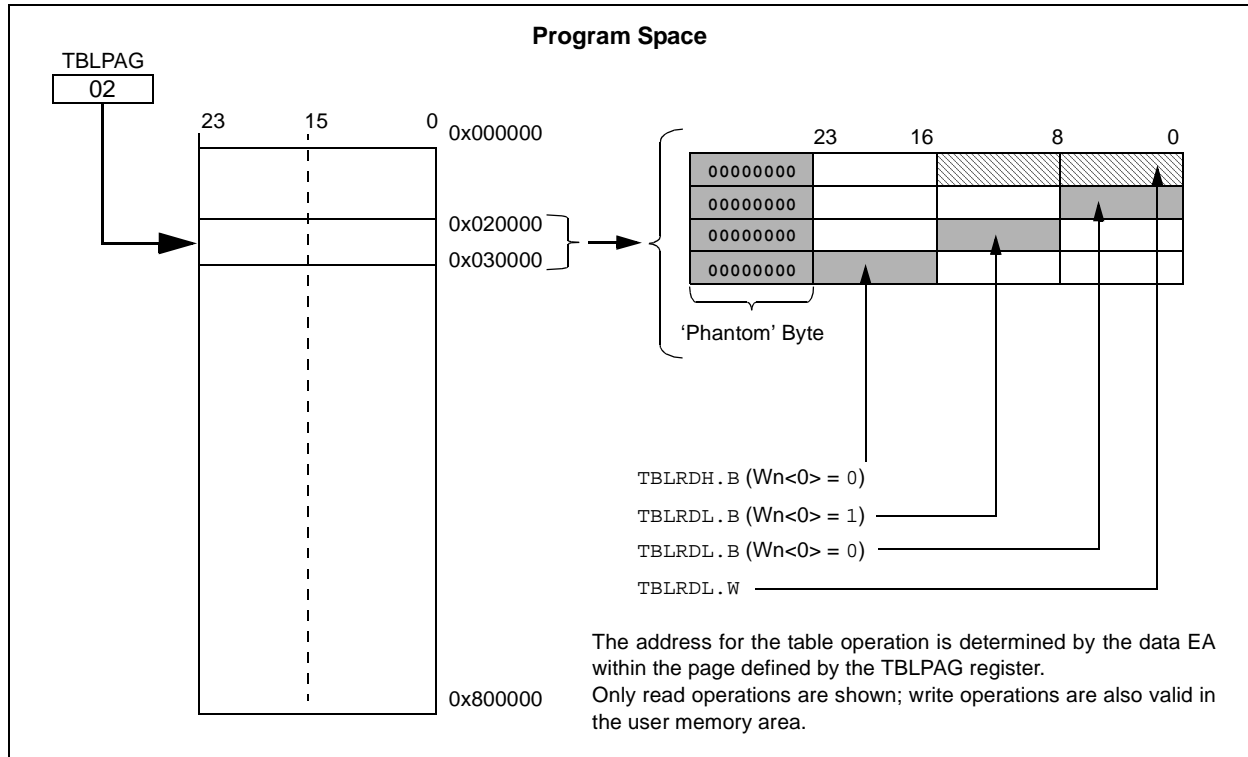 Program Space
TBLPAG
02
23 15 0
0x000000
0x020000
0x030000
0x800000
23 16 8 0
00000000
00000000
00000000
00000000
‘Phantom’ Byte
TBLRDH.B (Wn<0> = 0)
TBLRDL.B (Wn<0> = 1)
TBLRDL.B (Wn<0> = 0)
TBLRDL.W
The address for the table operation is determined by the data EA
within the page defined by the TBLPAG register.
Only read operations are shown; write operations are also valid in
the user memory area.